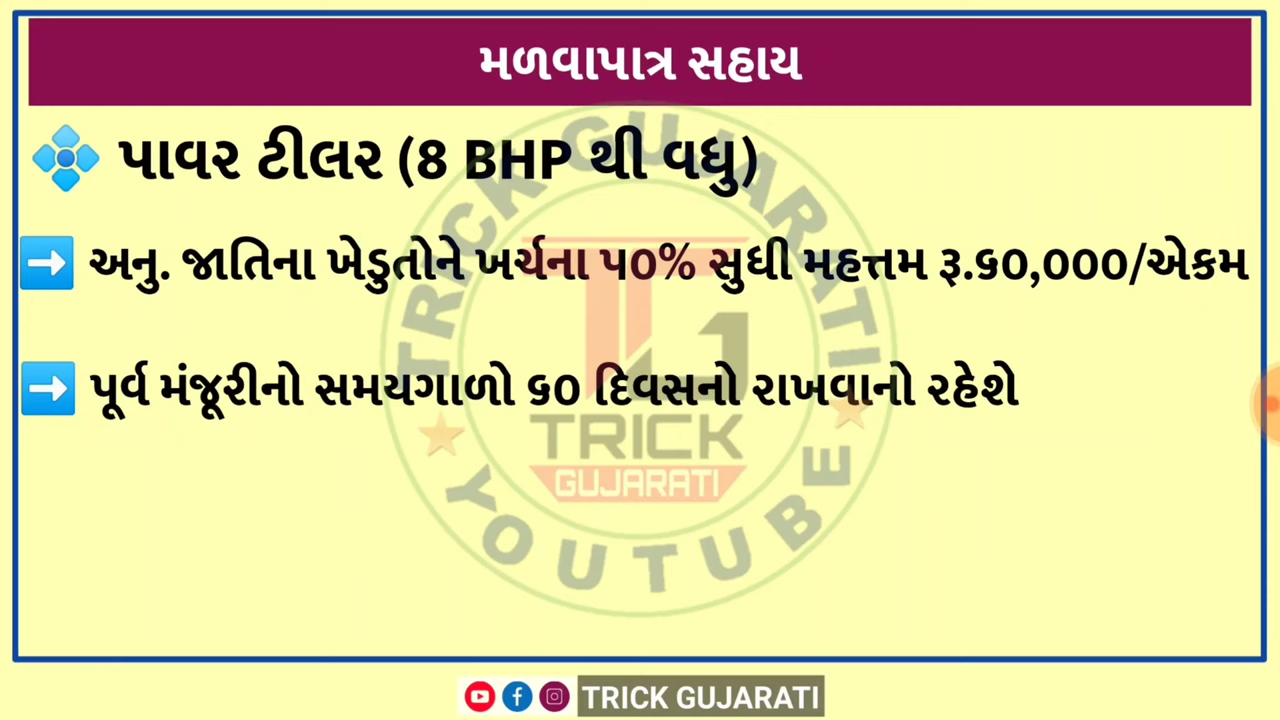 મળવાપાત્ર સહાય
પાવર ટીલર (8 BHP થી વધુ)
અનુ. જાતિના ખેડુતોને ખર્ચના ૫૦% સુધી મહત્તમ રૂ.૬૦,૦૦૦/એકમ
પૂર્વ મંજૂરીનો સમયગાળો ૬૦ દિવસનો રાખવાનો રહેશે
TRICK GUJARATI
TG
TRICK
GUJARATI
YOUTUBE
TRICK GUJARATI